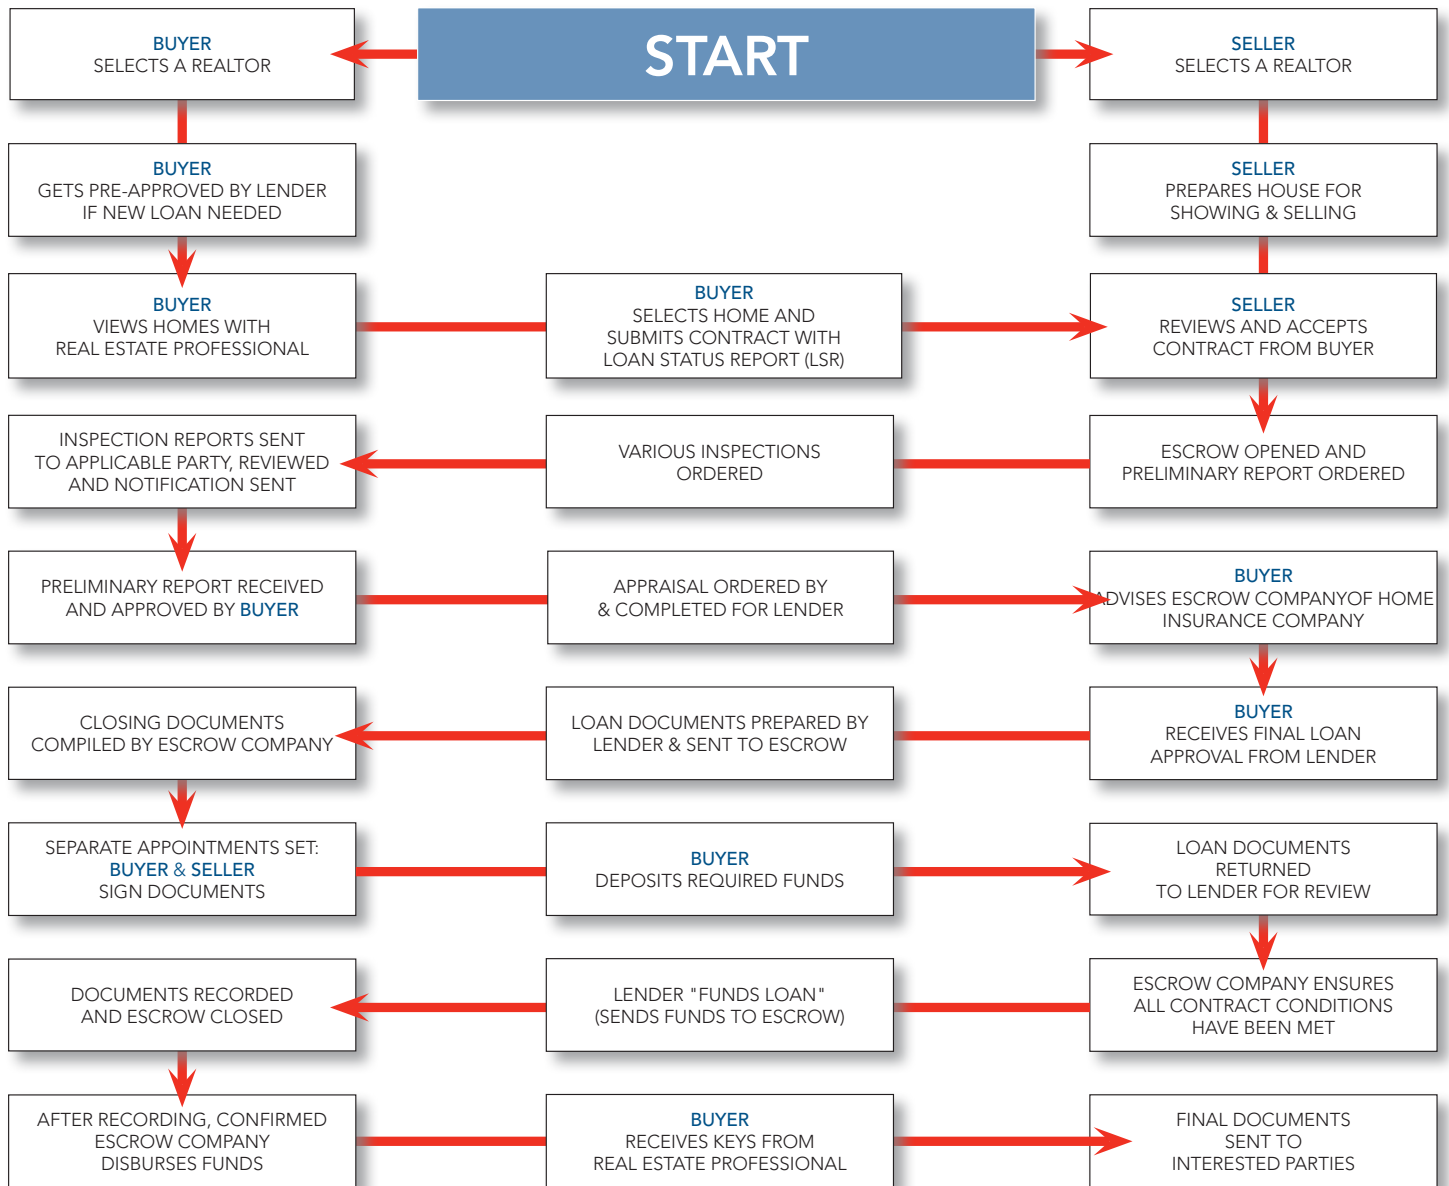 START
BUYER
SELECTS A REALTOR
SELLER
SELECTS A REALTOR
BUYER
GETS PRE-APPROVED BY LENDER
IF NEW LOAN NEEDED
SELLER
PREPARES HOUSE FOR
SHOWING & SELLING
BUYER
VIEWS HOMES WITH
REAL ESTATE PROFESSIONAL
BUYER
SELECTS HOME AND
SUBMITS CONTRACT WITH
LOAN STATUS REPORT (LSR)
SELLER
REVIEWS AND ACCEPTS
CONTRACT FROM BUYER
ESCROW OPENED AND
PRELIMINARY REPORT ORDERED
VARIOUS INSPECTIONS
ORDERED
INSPECTION REPORTS SENT
TO APPLICABLE PARTY, REVIEWED
AND NOTIFICATION SENT
PRELIMINARY REPORT RECEIVED
AND APPROVED BY BUYER
APPRAISAL ORDERED BY
& COMPLETED FOR LENDER
BUYER
ADVISES ESCROW COMPANYOF HOME
INSURANCE COMPANY
BUYER
RECEIVES FINAL LOAN
APPROVAL FROM LENDER
LOAN DOCUMENTS PREPARED BY
LENDER & SENT TO ESCROW
CLOSING DOCUMENTS
COMPILED BY ESCROW COMPANY
SEPARATE APPOINTMENTS SET:
BUYER & SELLER
SIGN DOCUMENTS
BUYER
DEPOSITS REQUIRED FUNDS
LOAN DOCUMENTS
RETURNED
TO LENDER FOR REVIEW
ESCROW COMPANY ENSURES
ALL CONTRACT CONDITIONS
HAVE BEEN MET
LENDER "FUNDS LOAN"
(SENDS FUNDS TO ESCROW)
DOCUMENTS RECORDED
AND ESCROW CLOSED
AFTER RECORDING, CONFIRMED
ESCROW COMPANY
DISBURSES FUNDS
BUYER
RECEIVES KEYS FROM
REAL ESTATE PROFESSIONAL
FINAL DOCUMENTS
SENT TO
INTERESTED PARTIES